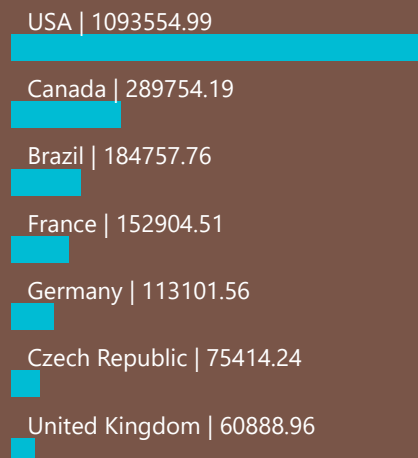 USA | 1093554.99
Canada | 289754.19
Brazil | 184757.76
France | 152904.51
Germany | 113101.56
Czech Republic | 75414.24
United Kingdom | 60888.96